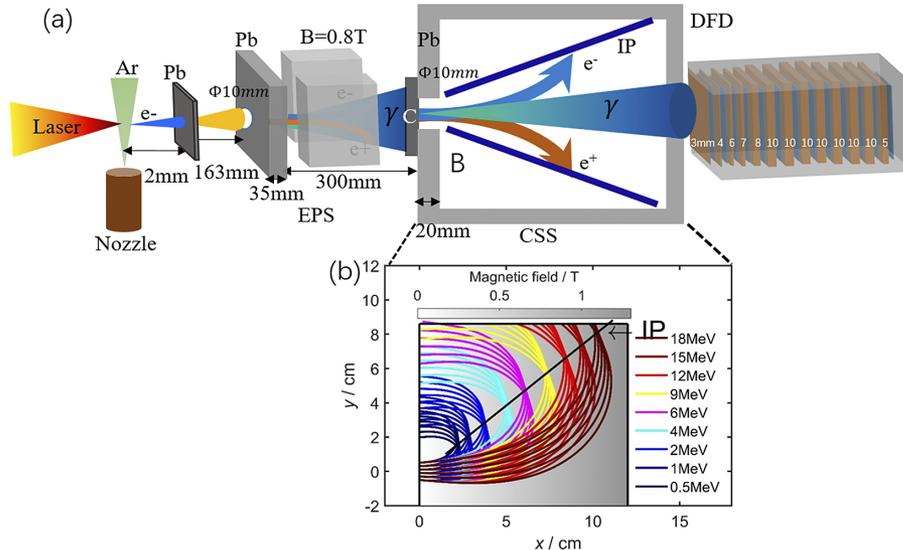 (a)
Laser
Ar
e-
Pb
Φ10mm
Pb
B=0.8T
e-
e+
γ
C
Pb
Φ10mm
IP
e-
γ
B
e+
DFD
3mm 4 6 7 8 10 10 10 10 10 10 5
2mm
163mm
35mm
300mm
20mm
EPS
CSS
Nozzle
(b)
Magnetic field / T
0 0.5 1
IP
18MeV
15MeV
12MeV
9MeV
6MeV
4MeV
2MeV
1MeV
0.5MeV
12
10
8
6
4
2
0
-2
y / cm
0 5 10 15
x / cm